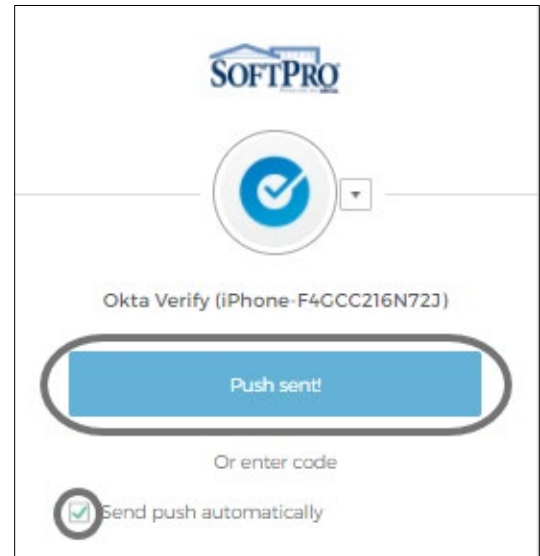 SOFTPRO
Okta Verify (iPhone-F4GCC216N72J)
Push sent!
Or enter code
Send push automatically